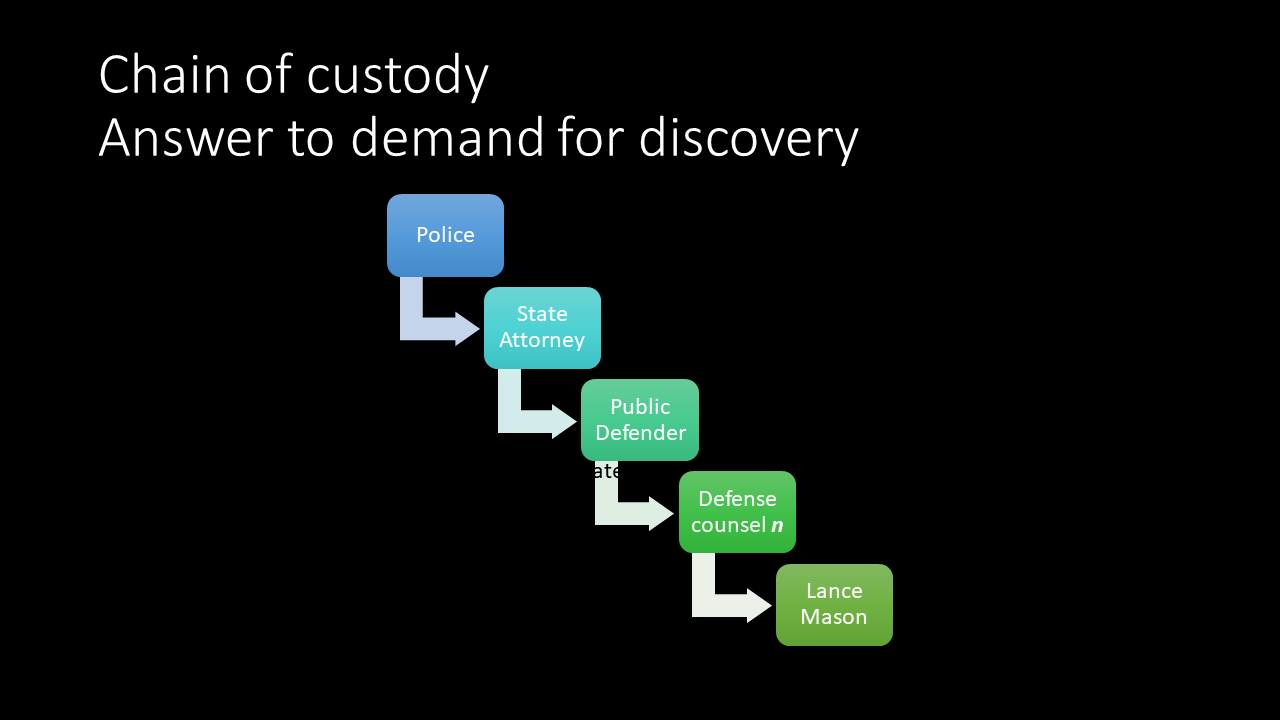 Chain of custody
Answer to demand for discovery
Police
State
Attorney
Public
Defender
ate
Defense
counsel n
Lance
Mason